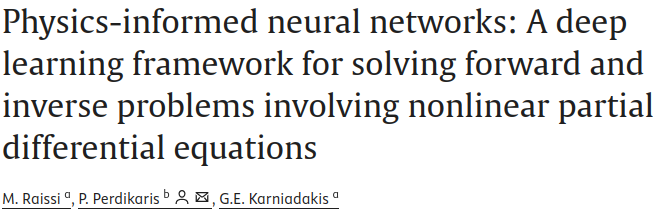 Physics-informed neural networks: A deep
learning framework for solving forward and
inverse problems involving nonlinear partial
differential equations
M. Raissi a, P. Perdikaris b, G.E. Karniadakis a